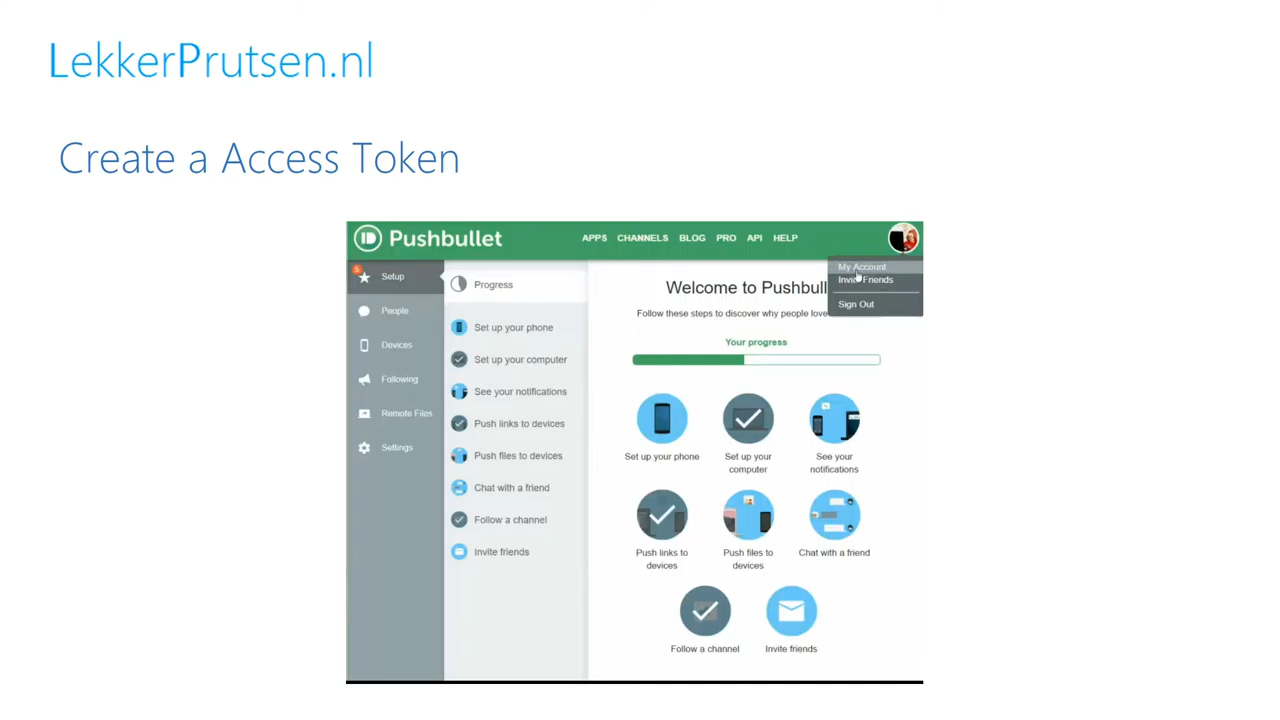 LekkerPrutsen.nl
Create a Access Token
Pushbullet
APPS CHANNELS BLOG PRO API HELP
My Account
Invite Friends
Sign Out
5
Setup
People
Devices
Following
Remote Files
Settings
Progress
Set up your phone
Set up your computer
See your notifications
Push links to devices
Push files to devices
Chat with a friend
Follow a channel
Invite friends
Welcome to Pushbull
Follow these steps to discover why people love
Your progress
Set up your phone
Set up your
computer
See your
notifications
Push links to
devices
Push files to
devices
Chat with a friend
Follow a channel
Invite friends